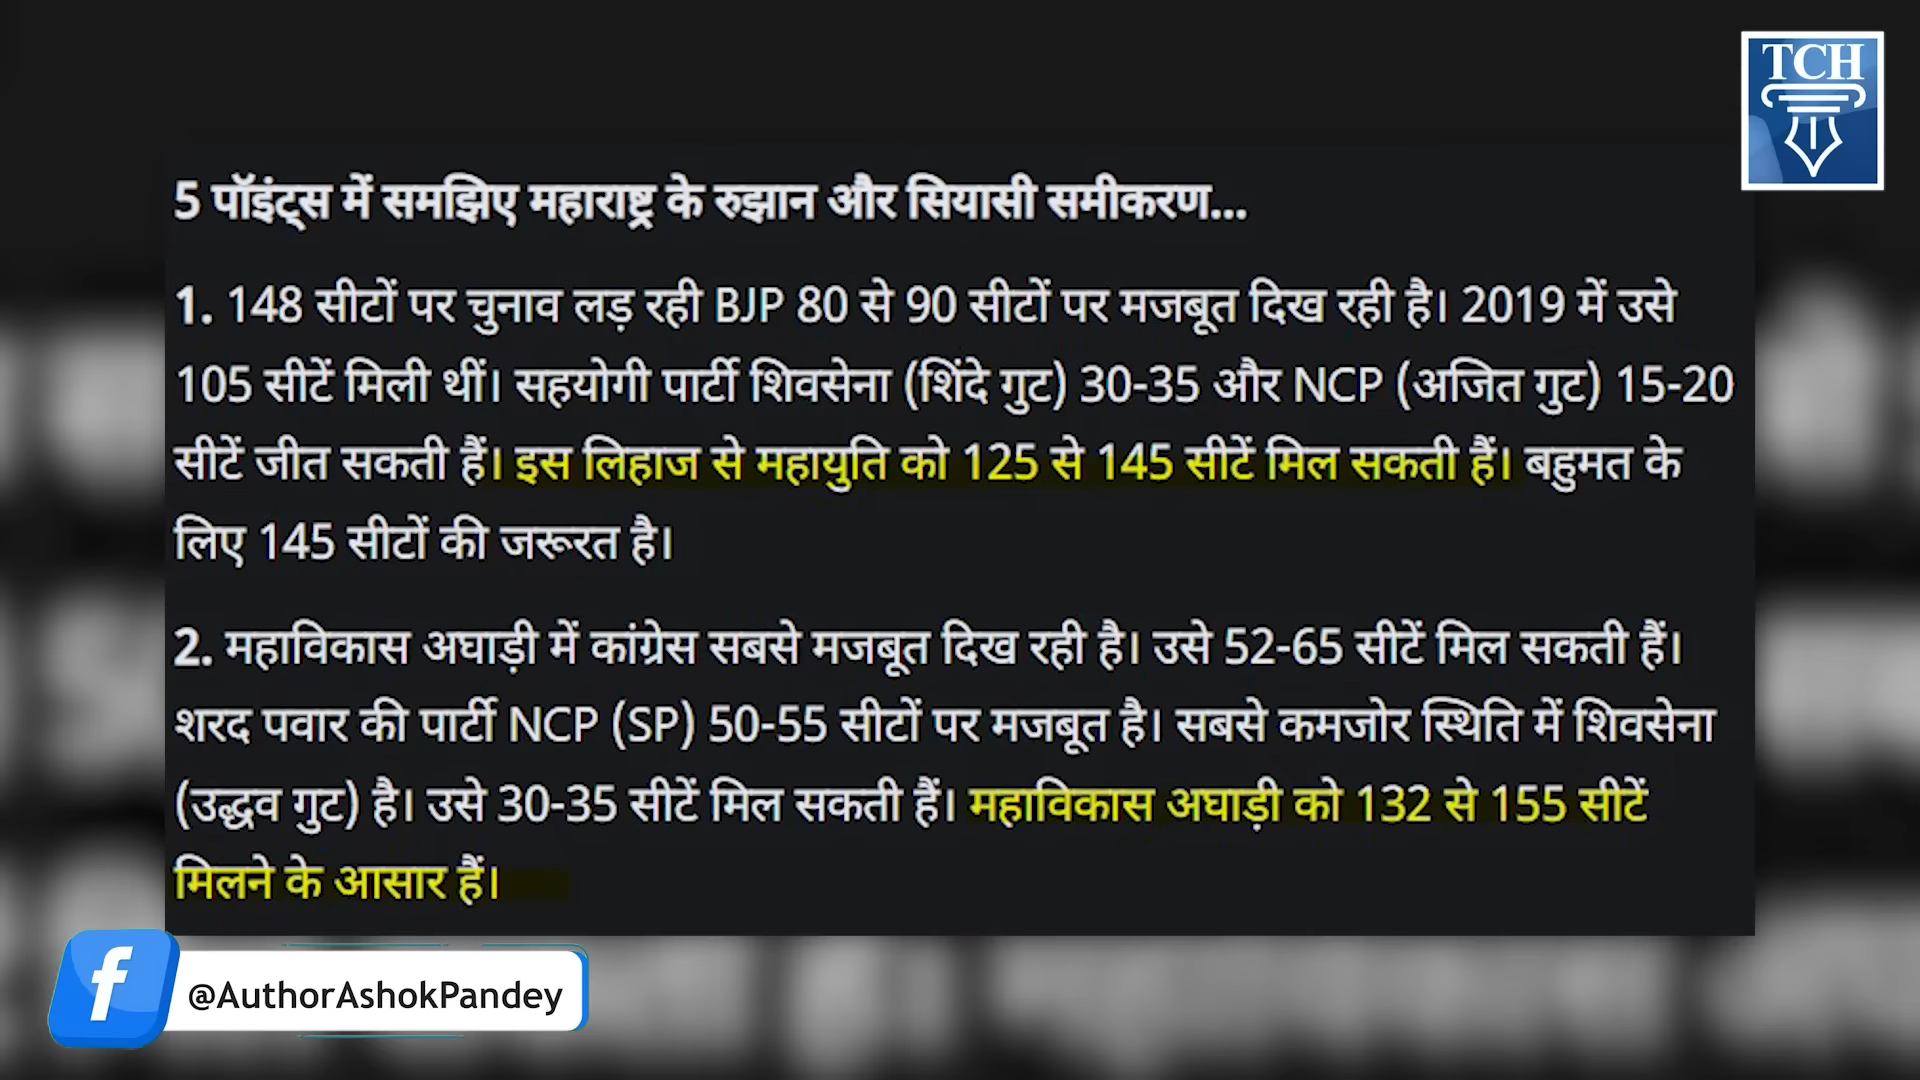 TCH
5 पॉइंट्स में समझिए महाराष्ट्र के रुझान और सियासी समीकरण...
1. 148 सीटों पर चुनाव लड़ रही BJP 80 से 90 सीटों पर मजबूत दिख रही है। 2019 में उसे
105 सीटें मिली थीं। सहयोगी पार्टी शिवसेना (शिंदे गुट) 30-35 और NCP (अजित गुट) 15-20
सीटें जीत सकती हैं। इस लिहाज से महायुति को 125 से 145 सीटें मिल सकती हैं। बहुमत के
लिए 145 सीटों की जरूरत है।
2. महाविकास अघाड़ी में कांग्रेस सबसे मजबूत दिख रही है। उसे 52-65 सीटें मिल सकती हैं।
शरद पवार की पार्टी NCP (SP) 50-55 सीटों पर मजबूत है। सबसे कमजोर स्थिति में शिवसेना
(उद्धव गुट) है। उसे 30-35 सीटें मिल सकती हैं। महाविकास अघाड़ी को 132 से 155 सीटें
मिलने के आसार हैं।
f
@AuthorAshokPandey